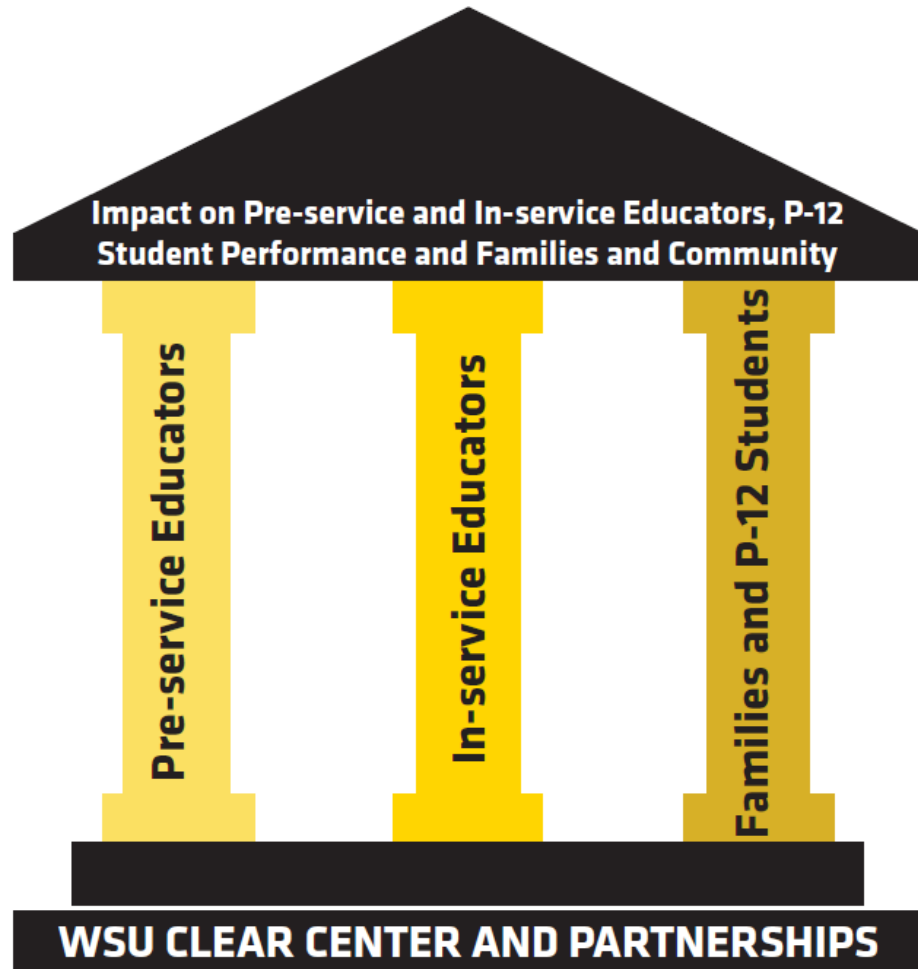 Impact on Pre-service and In-service Educators, P-12
Student Performance and Families and Community
Pre-service Educators
In-service Educators
Families and P-12 Students
WSU CLEAR CENTER AND PARTNERSHIPS